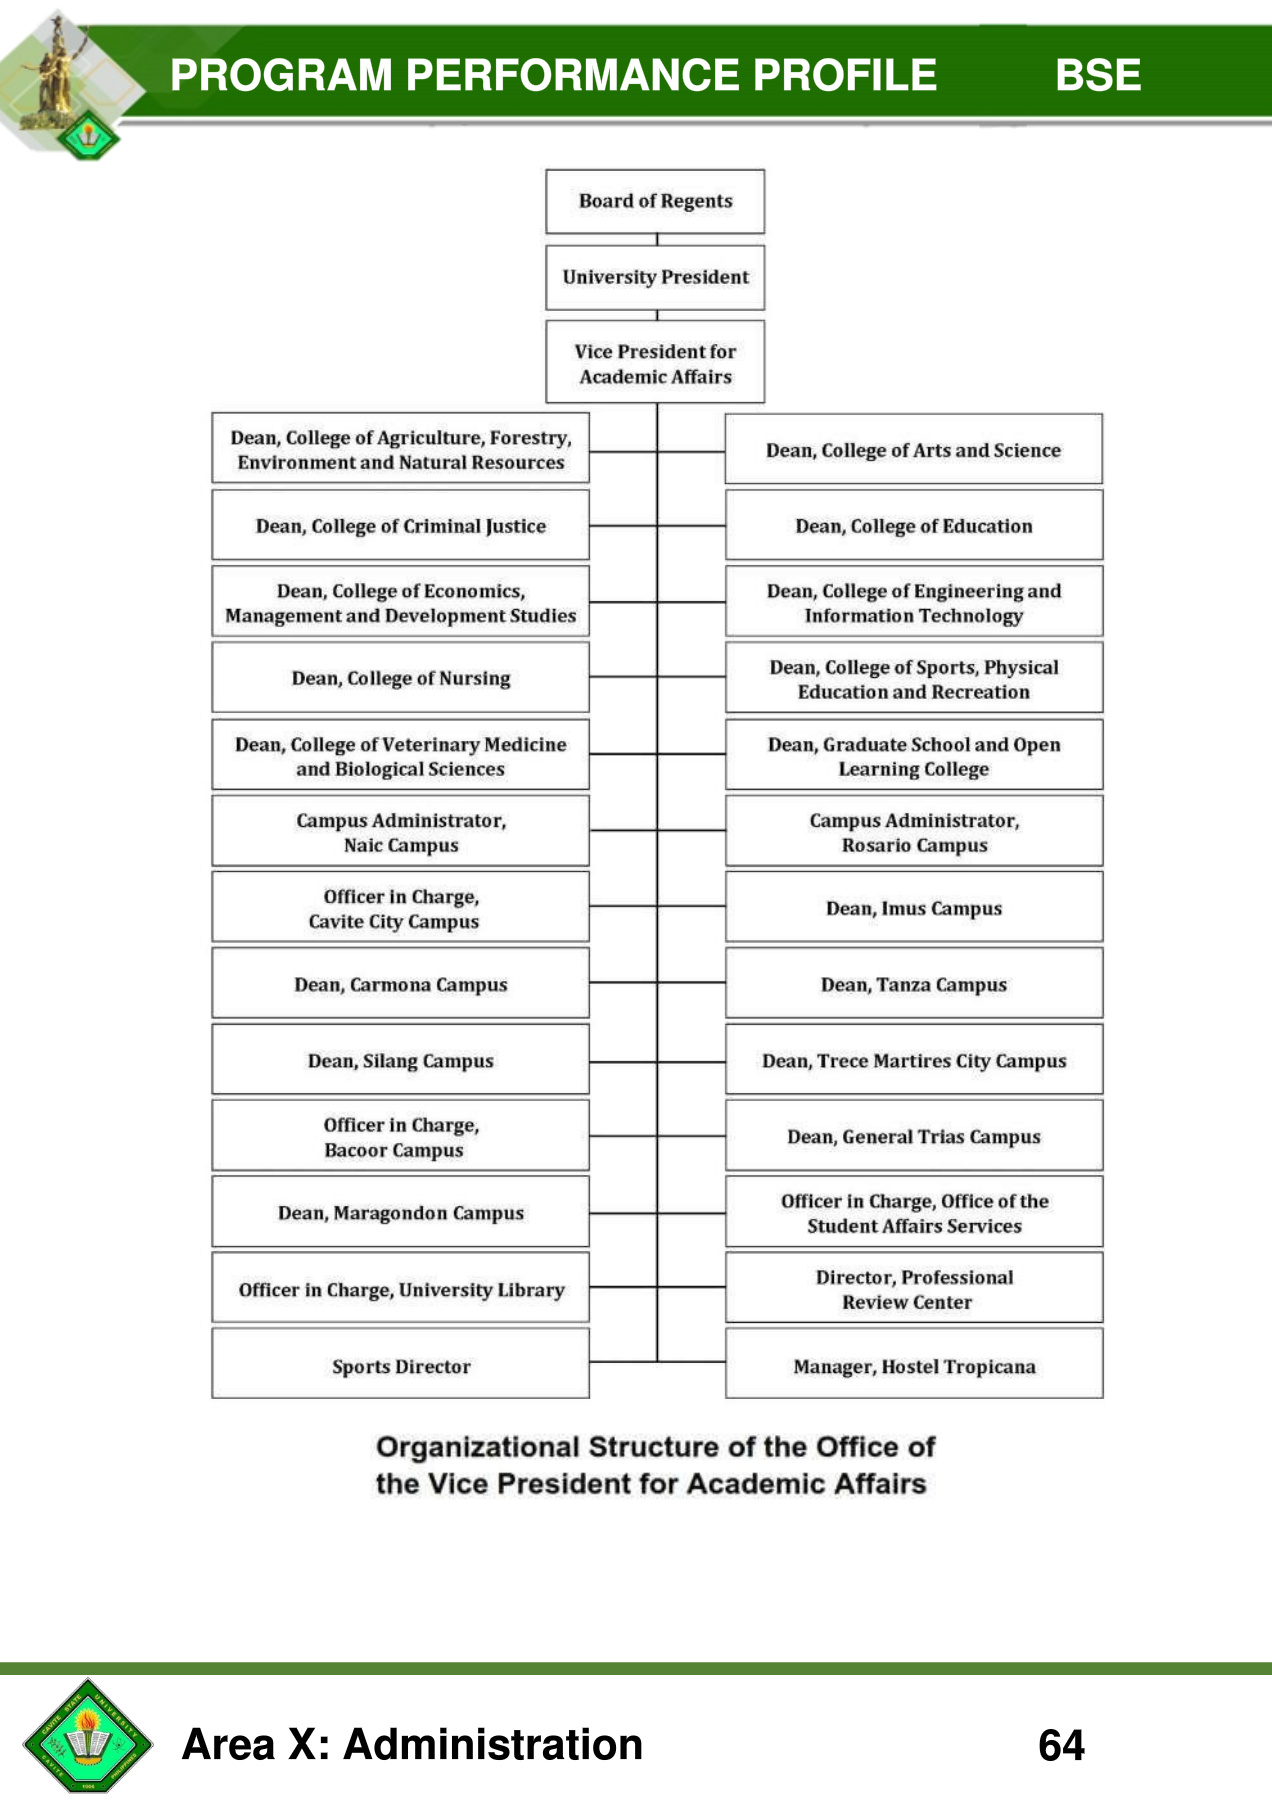 PROGRAM PERFORMANCE PROFILE BSE
Board of Regents
University President
Vice President for
Academic Affairs
Dean, College of Agriculture, Forestry,
Environment and Natural Resources
Dean, College of Arts and Science
Dean, College of Criminal Justice
Dean, College of Education
Dean, College of Economics,
Management and Development Studies
Dean, College of Engineering and
Information Technology
Dean, College of Nursing
Dean, College of Sports, Physical
Education and Recreation
Dean, College of Veterinary Medicine
and Biological Sciences
Dean, Graduate School and Open
Learning College
Campus Administrator,
Naic Campus
Campus Administrator,
Rosario Campus
Officer in Charge,
Cavite City Campus
Dean, Imus Campus
Dean, Carmona Campus
Dean, Tanza Campus
Dean, Silang Campus
Dean, Trece Martires City Campus
Officer in Charge,
Bacoor Campus
Dean, General Trias Campus
Dean, Maragondon Campus
Officer in Charge, Office of the
Student Affairs Services
Officer in Charge, University Library
Director, Professional
Review Center
Sports Director
Manager, Hostel Tropicana
Organizational Structure of the Office of
the Vice President for Academic Affairs
CAVITE STATE UNIVERSITY
CAVITE
1906
PHILIPPINES
Area X: Administration 64